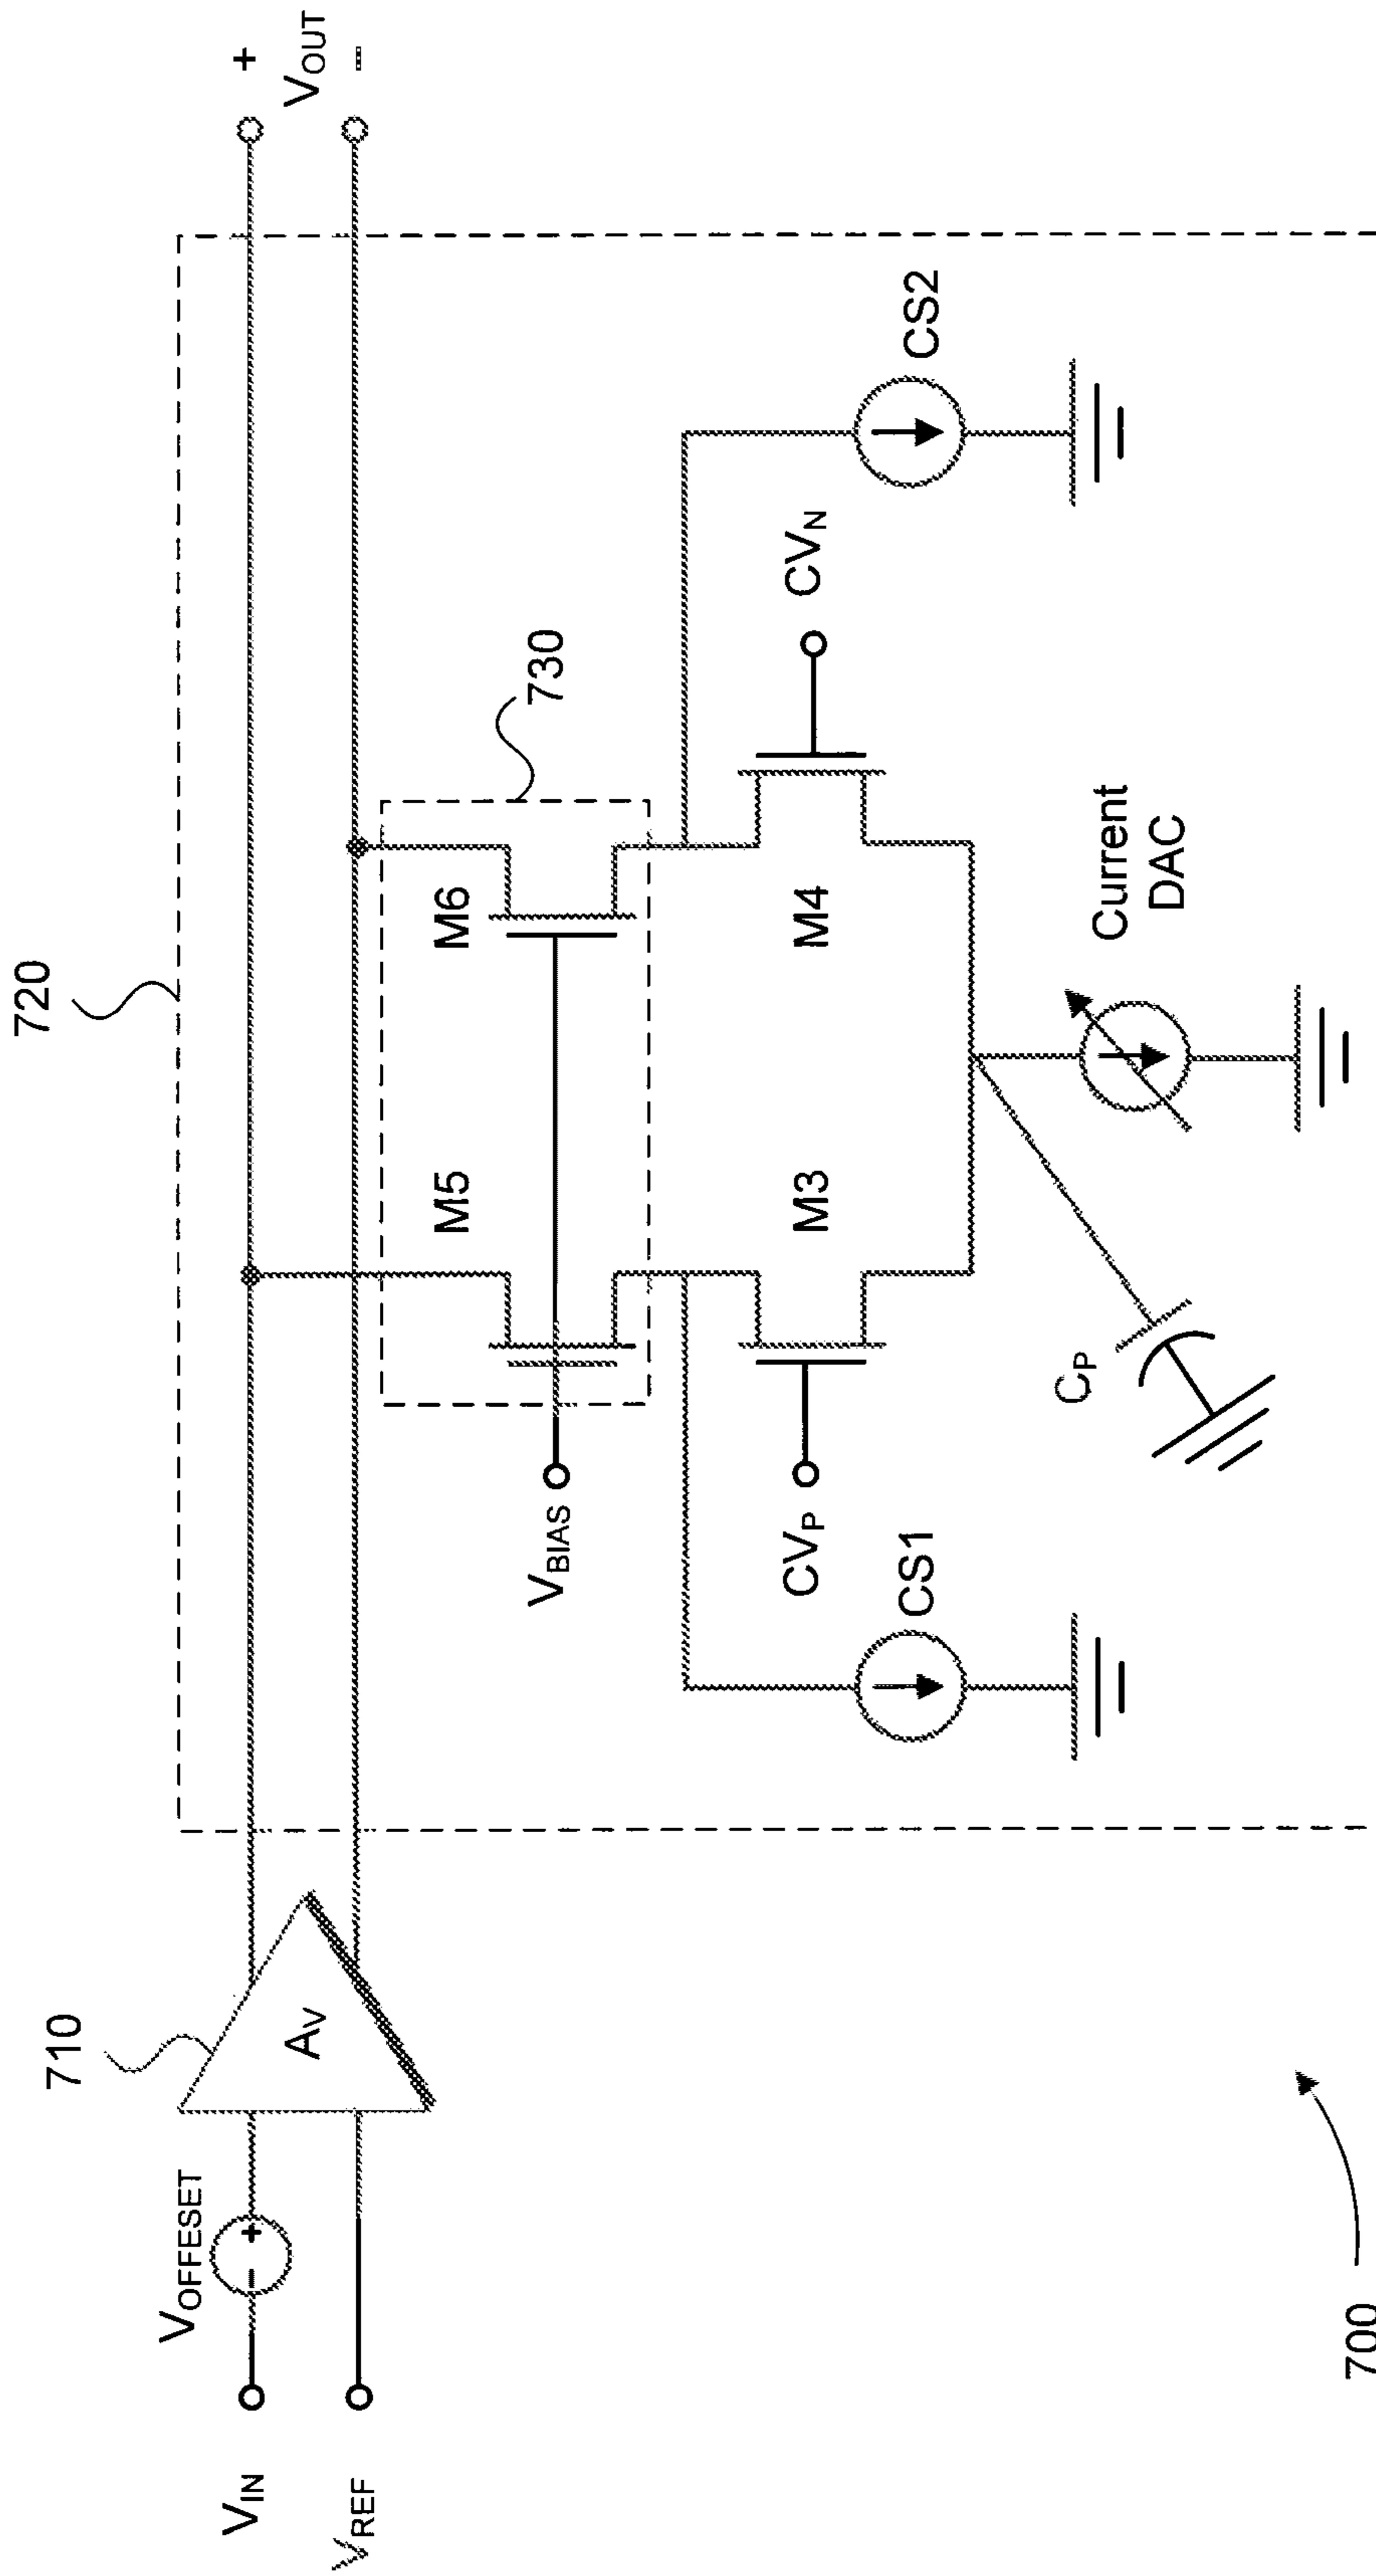 720
710
V_OFFESET
V_IN
V_REF
A_V
+
V_OUT
-
- +
730
M5
M6
V_BIAS
CV_P
M3
M4
CV_N
CS1
CS2
C_P
Current
DAC
700